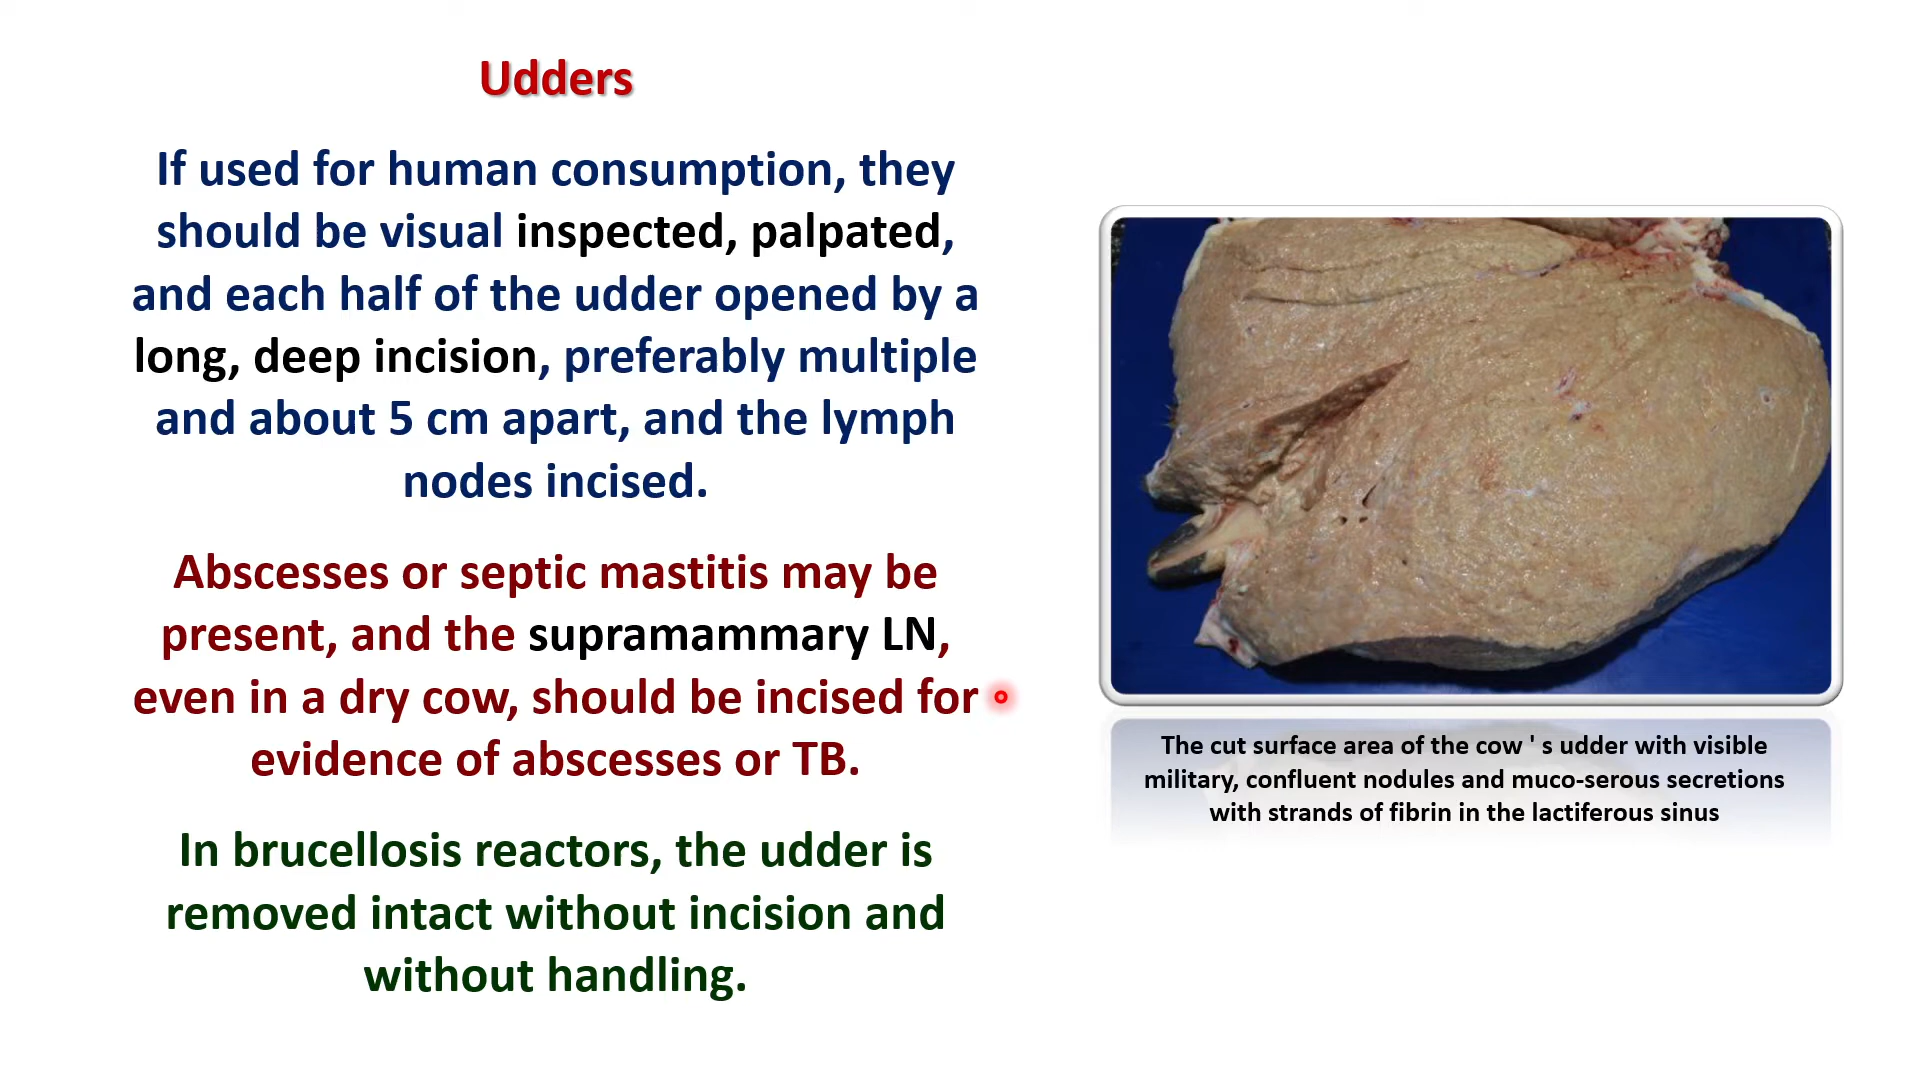 Udders
If used for human consumption, they
should be visual inspected, palpated,
and each half of the udder opened by a
long, deep incision, preferably multiple
and about 5 cm apart, and the lymph
nodes incised.
Abscesses or septic mastitis may be
present, and the supramammary LN,
even in a dry cow, should be incised for
evidence of abscesses or TB.
In brucellosis reactors, the udder is
removed intact without incision and
without handling.
The cut surface area of the cow ' s udder with visible
military, confluent nodules and muco-serous secretions
with strands of fibrin in the lactiferous sinus